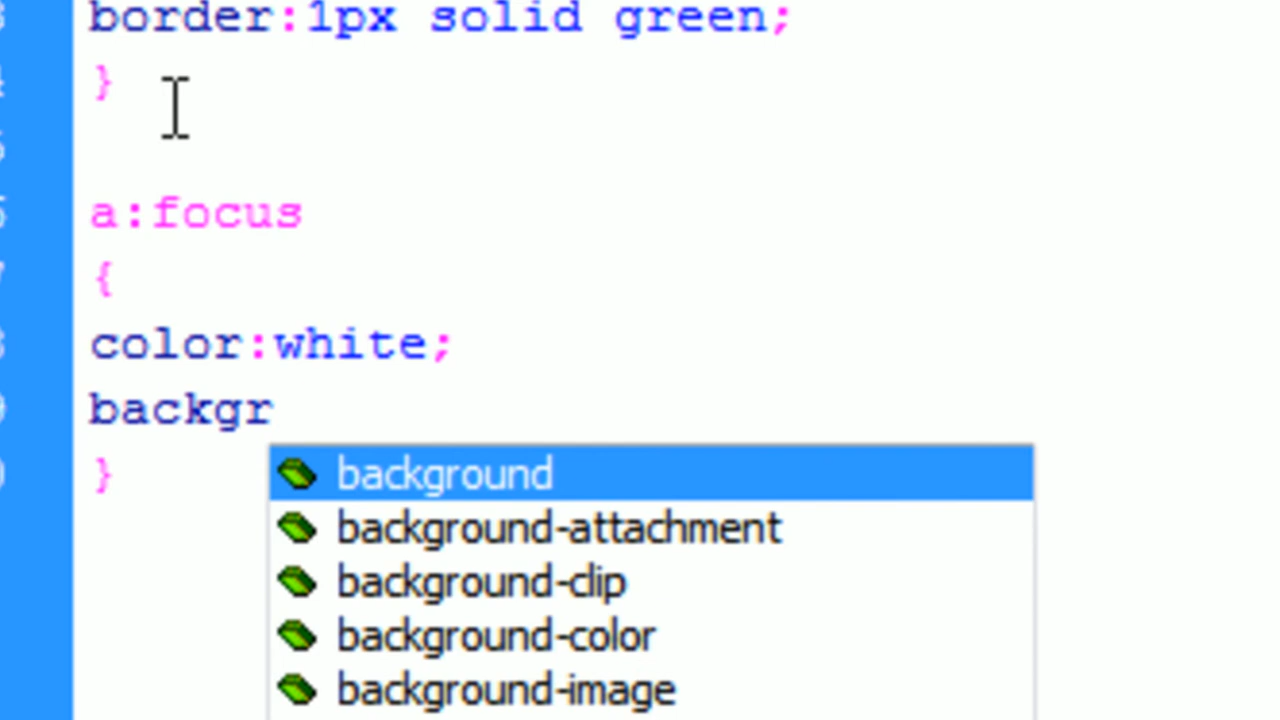 border:1px solid green;
}
a:focus
{
color:white;
backgr
}
background
background-attachment
background-clip
background-color
background-image